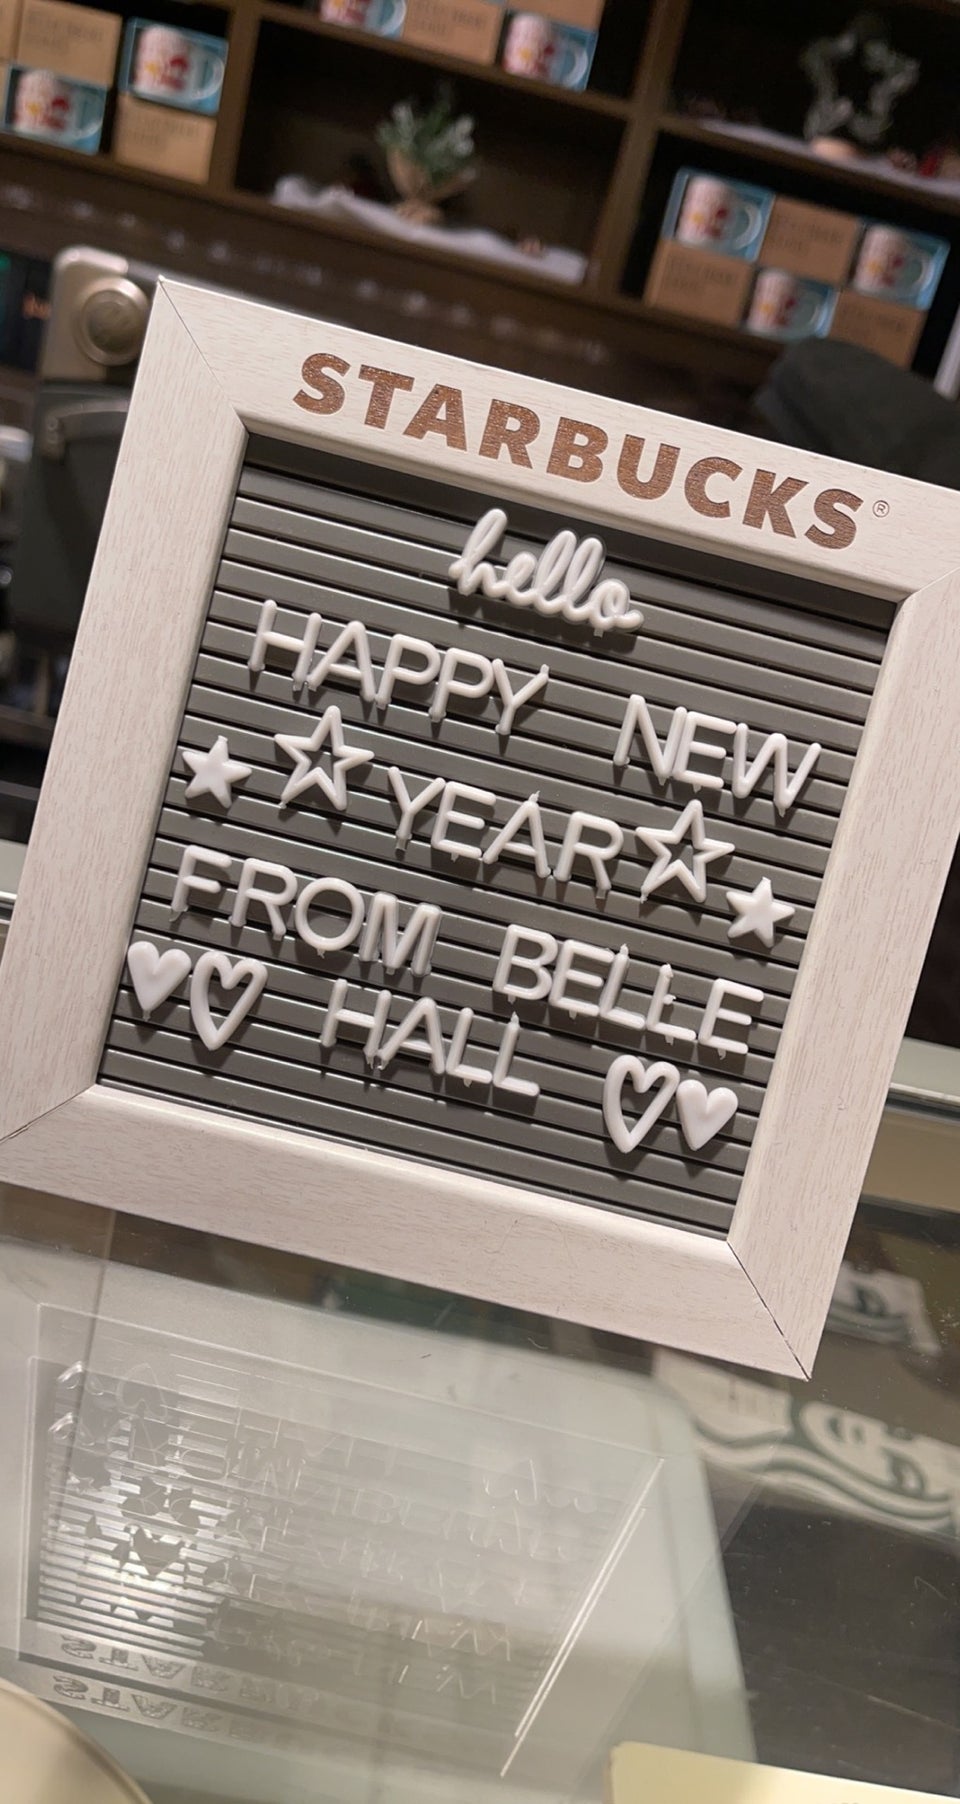 STARBUCKS®
hello
HAPPY NEW
☆ YEAR ☆
FROM BELLE
HALL